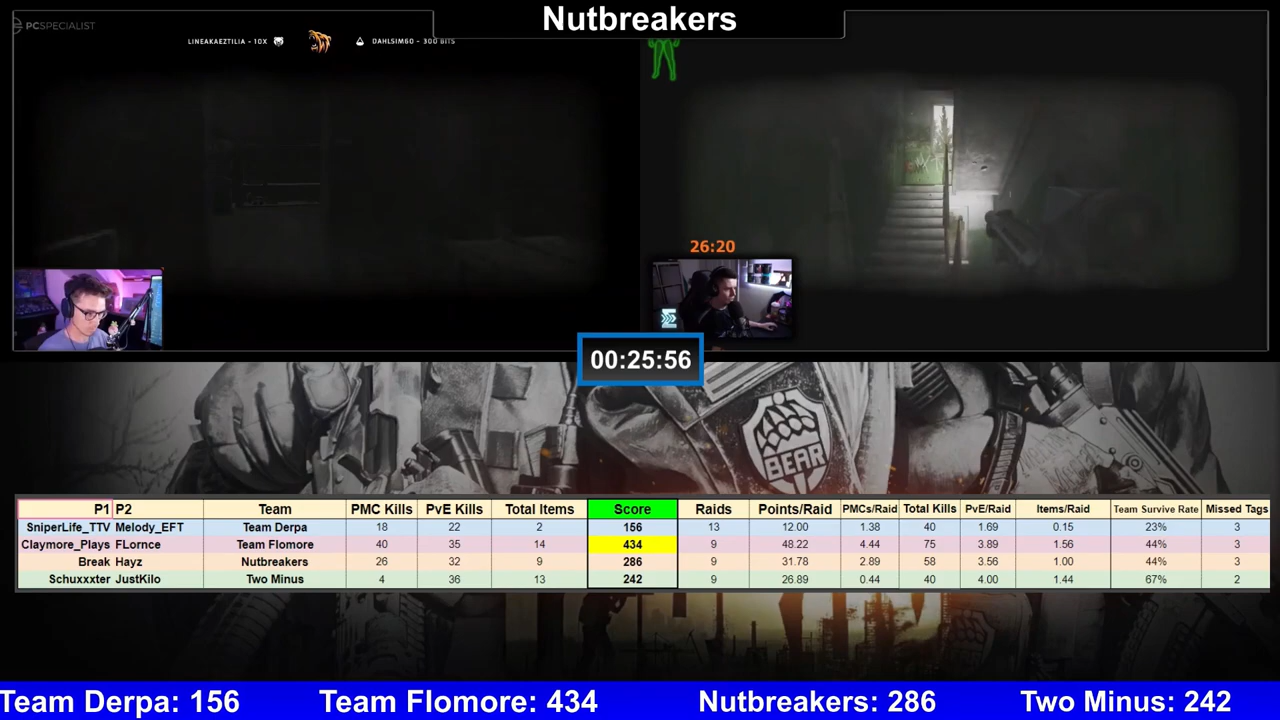 Nutbreakers
PCSPECIALIST
LINEAKAEZTILIA - 10X
DAHLSIM60 - 300 BITS
26:20
00:25:56
BEAR
P1 P2 Team PMC Kills PvE Kills Total Items Score Raids Points/Raid PMCs/Raid Total Kills PvE/Raid Items/Raid Team Survive Rate Missed Tags
SniperLife_TTV Melody_EFT Team Derpa 18 22 2 156 13 12.00 1.38 40 1.69 0.15 23% 3
Claymore_Plays FLornce Team Flomore 40 35 14 434 9 48.22 4.44 75 3.89 1.56 44% 3
Break Hayz Nutbreakers 26 32 9 286 9 31.78 2.89 58 3.56 1.00 44% 3
Schuxxxter JustKilo Two Minus 4 36 13 242 9 26.89 0.44 40 4.00 1.44 67% 2
Team Derpa: 156 Team Flomore: 434 Nutbreakers: 286 Two Minus: 242